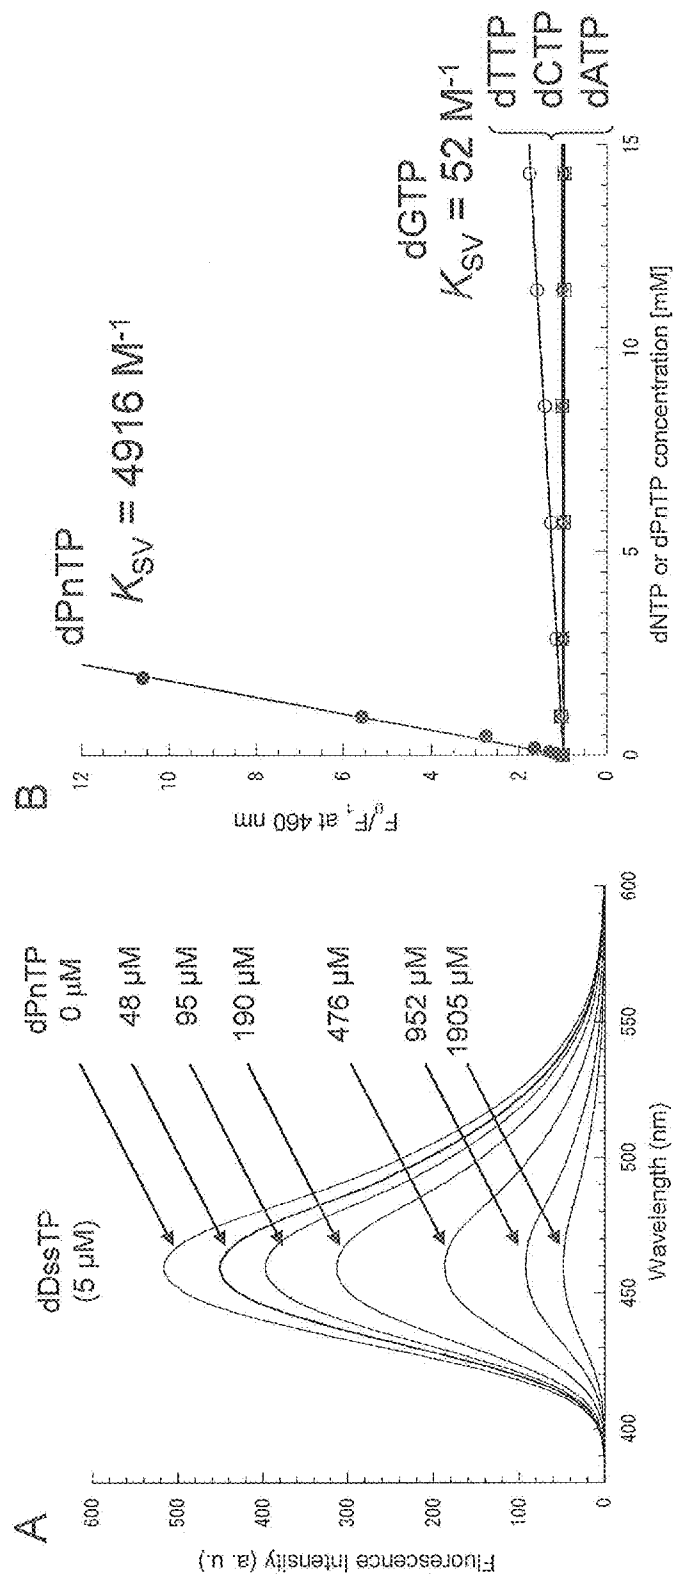 A
dDssTP
(5 µM)
dPnTP
0 µM
48 µM
95 µM
190 µM
476 µM
952 µM
1905 µM
Fluorescence Intensity (a. u.)
600
500
400
300
200
100
0
400
450
500
550
600
Wavelength (nm)
B
dPnTP
KSV = 4916 M-1
dGTP
KSV = 52 M-1
dTTP
dCTP
dATP
F0/F-1 at 460 nm
12
10
8
6
4
2
0
0
5
10
15
dNTP or dPnTP concentration [mM]